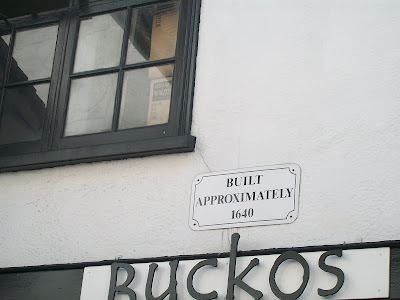 BUILT
APPROXIMATELY
1640
BUCKOS